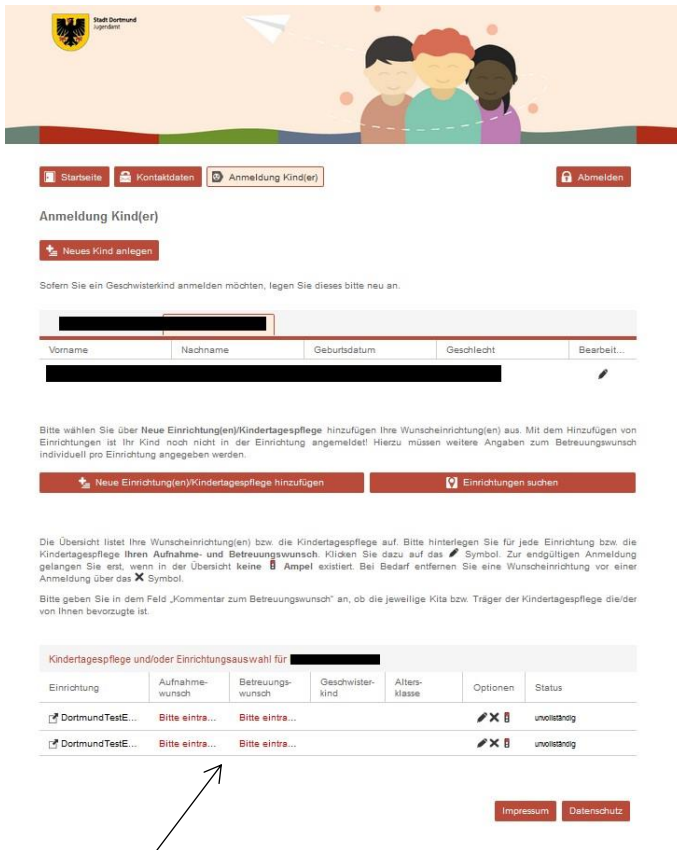 Stadt Dortmund
Jugendamt
Startseite Kontaktdaten Anmeldung Kind(er) Abmelden
Anmeldung Kind(er)
Neues Kind anlegen
Sofern Sie ein Geschwisterkind anmelden möchten, legen Sie dieses bitte neu an.
Vorname Nachname Geburtsdatum Geschlecht Bearbeit...
Bitte wählen Sie über Neue Einrichtung(en)/Kindertagespflege hinzufügen Ihre Wunscheinrichtung(en) aus. Mit dem Hinzufügen von
Einrichtungen ist Ihr Kind noch nicht in der Einrichtung angemeldet! Hierzu müssen weitere Angaben zum Betreuungswunsch
individuell pro Einrichtung angegeben werden.
Neue Einrichtung(en)/Kindertagespflege hinzufügen Einrichtungen suchen
Die Übersicht listet Ihre Wunscheinrichtung(en) bzw. die Kindertagespflege auf. Bitte hinterlegen Sie für jede Einrichtung bzw. die
Kindertagespflege Ihren Aufnahme- und Betreuungswunsch. Klicken Sie dazu auf das Symbol. Zur endgültigen Anmeldung
gelangen Sie erst, wenn in der Übersicht keine Ampel existiert. Bei Bedarf entfernen Sie eine Wunscheinrichtung vor einer
Anmeldung über das X Symbol.
Bitte geben Sie in dem Feld „Kommentar zum Betreuungswunsch" an, ob die jeweilige Kita bzw. Träger der Kindertagespflege die/der
von Ihnen bevorzugte ist.
Kindertagespflege und/oder Einrichtungsauswahl für
Einrichtung Aufnahme- Betreuungs- Geschwister- Alters- Optionen Status
wunsch wunsch kind klasse
DortmundTestE... Bitte eintra... Bitte eintra... unvollständig
DortmundTestE... Bitte eintra... Bitte eintra... unvollständig
Impressum Datenschutz